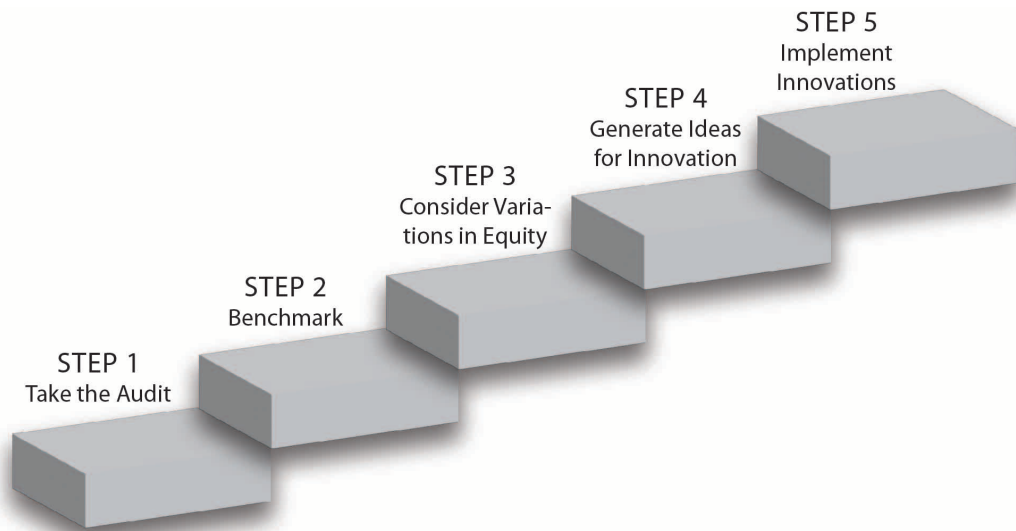 STEP 1
Take the Audit
STEP 2
Benchmark
STEP 3
Consider Varia-
tions in Equity
STEP 4
Generate Ideas
for Innovation
STEP 5
Implement
Innovations